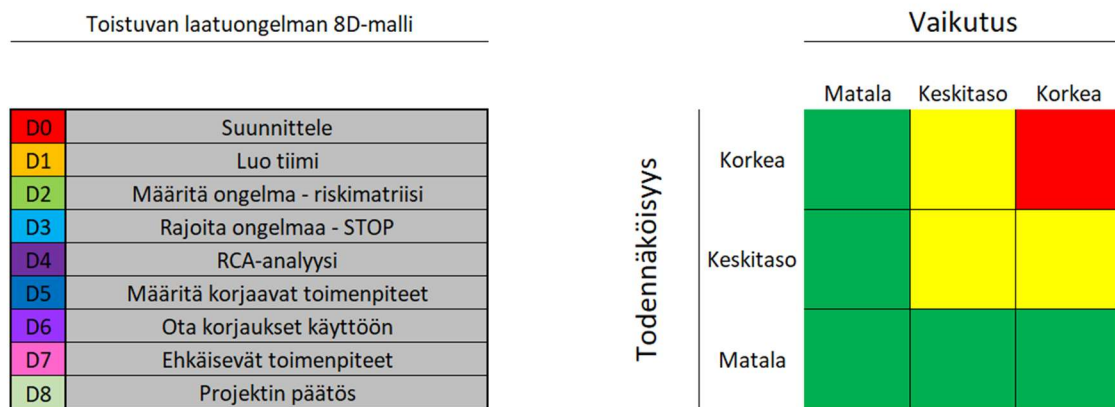 Toistuvan laatuongelman 8D-malli
D0 Suunnittele
D1 Luo tiimi
D2 Määritä ongelma - riskimatriisi
D3 Rajoita ongelmaa - STOP
D4 RCA-analyysi
D5 Määritä korjaavat toimenpiteet
D6 Ota korjaukset käyttöön
D7 Ehkäisevät toimenpiteet
D8 Projektin päätös
Vaikutus
Matala Keskitaso Korkea
Todennäköisyys
Korkea
Keskitaso
Matala